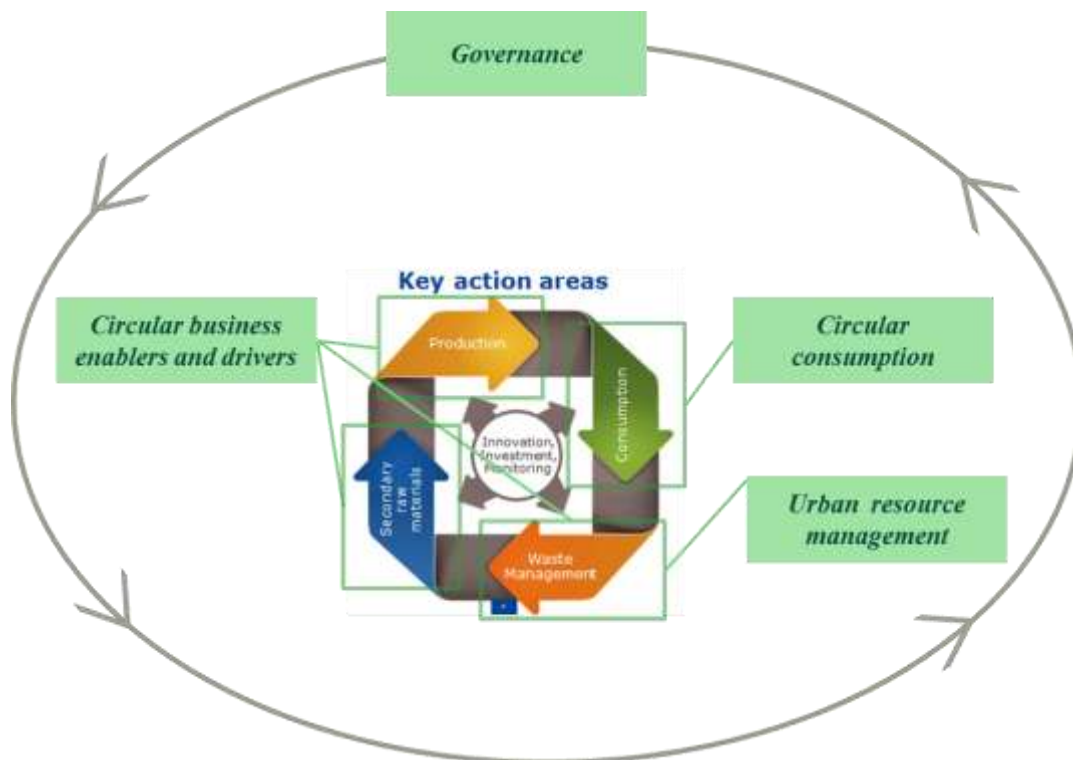 Governance
Key action areas
Circular business
enablers and drivers
Production
Circular
consumption
Consumption
Innovation,
Investment,
Monitoring
Secondary
raw
materials
Urban resource
management
Waste
Management